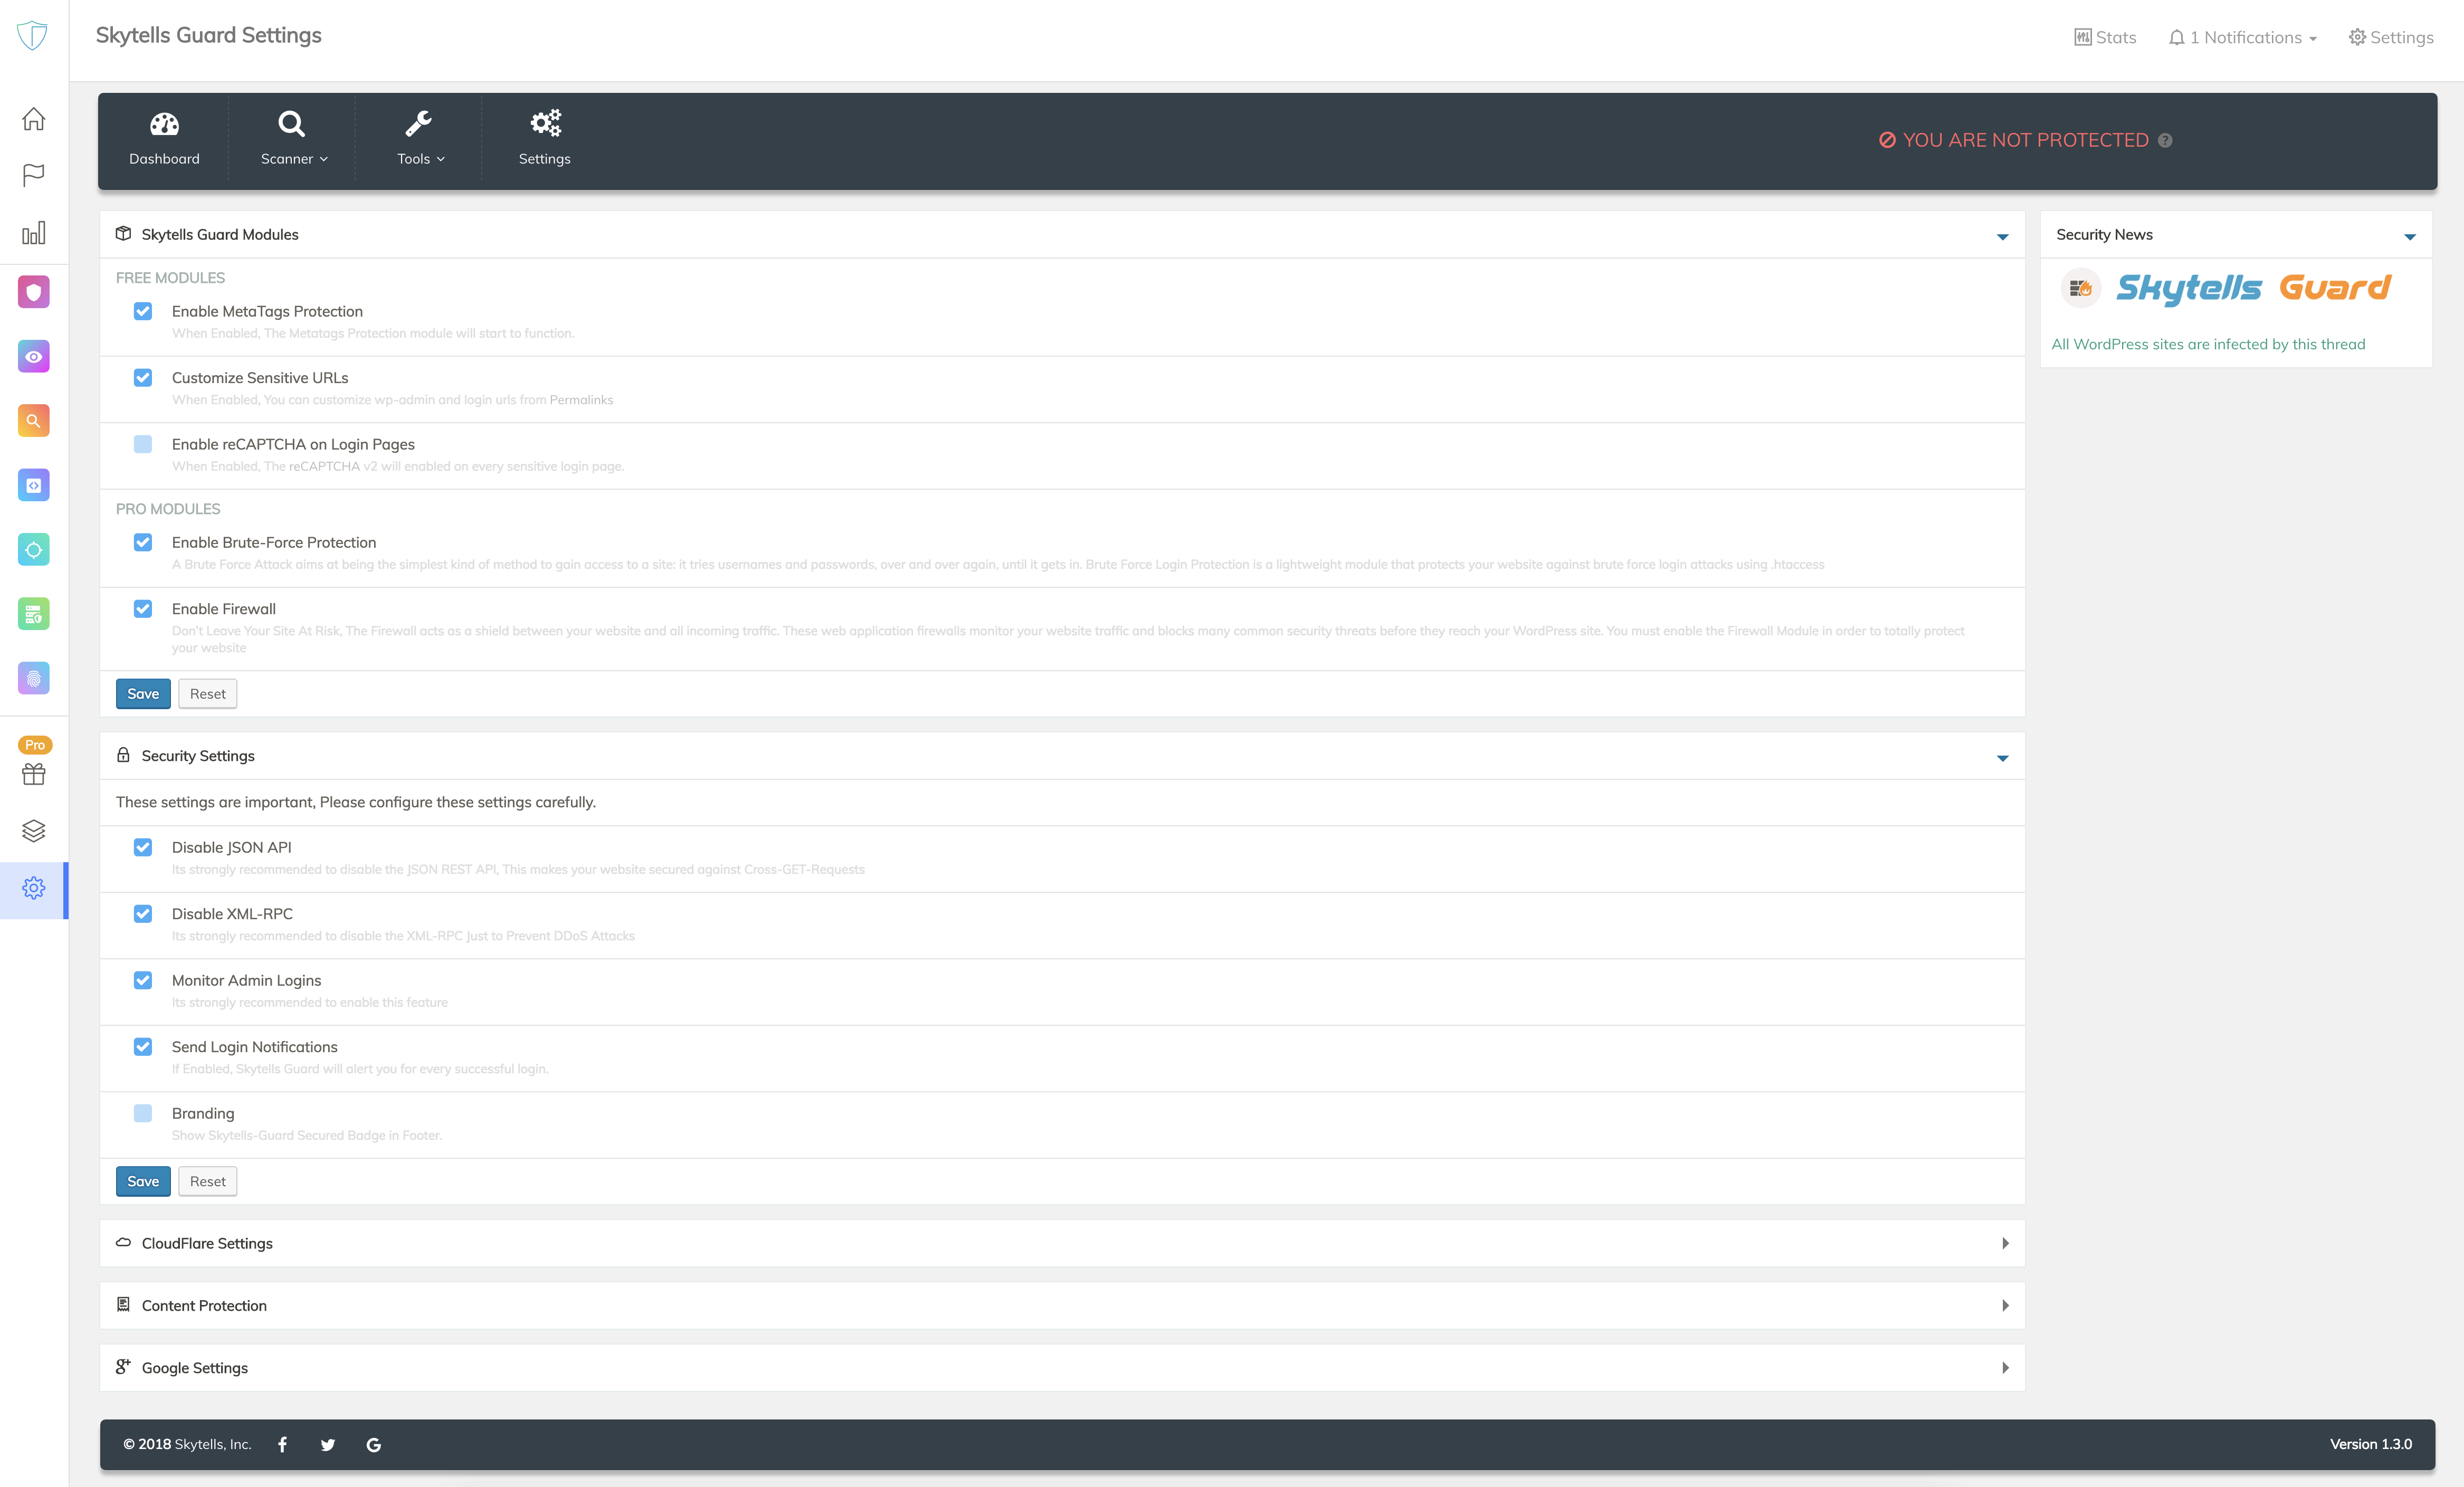 Skytells Guard Settings
Stats
1 Notifications
Settings
Dashboard
Scanner
Tools
Settings
YOU ARE NOT PROTECTED
?
Skytells Guard Modules
FREE MODULES
Enable MetaTags Protection
When Enabled, The Metatags Protection module will start to function.
Customize Sensitive URLs
When Enabled, You can customize wp-admin and login urls from Permalinks
Enable reCAPTCHA on Login Pages
When Enabled, The reCAPTCHA v2 will enabled on every sensitive login page.
PRO MODULES
Enable Brute-Force Protection
A Brute Force Attack aims at being the simplest kind of method to gain access to a site: it tries usernames and passwords, over and over again, until it gets in. Brute Force Login Protection is a lightweight module that protects your website against brute force login attacks using .htaccess
Enable Firewall
Don't Leave Your Site At Risk, The Firewall acts as a shield between your website and all incoming traffic. These web application firewalls monitor your website traffic and blocks many common security threats before they reach your WordPress site. You must enable the Firewall Module in order to totally protect
your website
Save
Reset
Security News
Skytells Guard
All WordPress sites are infected by this thread
Pro
Security Settings
These settings are important, Please configure these settings carefully.
Disable JSON API
Its strongly recommended to disable the JSON REST API, This makes your website secured against Cross-GET-Requests
Disable XML-RPC
Its strongly recommended to disable the XML-RPC Just to Prevent DDoS Attacks
Monitor Admin Logins
Its strongly recommended to enable this feature
Send Login Notifications
If Enabled, Skytells Guard will alert you for every successful login.
Branding
Show Skytells-Guard Secured Badge in Footer.
Save
Reset
CloudFlare Settings
Content Protection
Google Settings
© 2018 Skytells, Inc.
Version 1.3.0